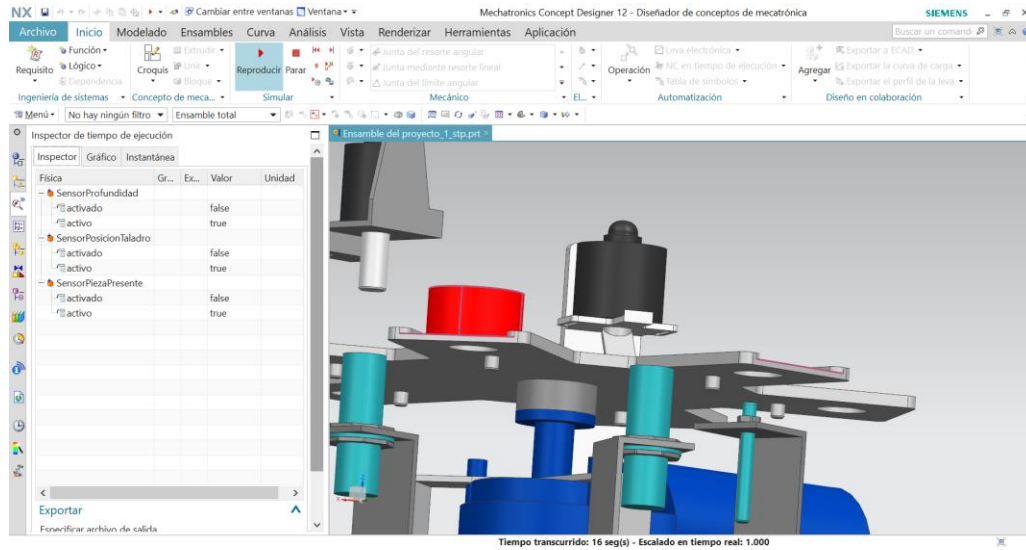 NX Cambiar entre ventanas Ventana Mechatronics Concept Designer 12 - Diseñador de conceptos de mecatrónica SIEMENS
Archivo Inicio Modelado Ensambles Curva Análisis Vista Renderizar Herramientas Aplicación Buscar un comand
Función Extrudir Junta del resorte angular Leva electrónica Exportar a ECAD
Requisito Lógico Croquis Unir Reproducir Parar Junta mediante resorte lineal Operación NC en tiempo de ejecución Agregar Exportar la curva de carga
Dependencia Bloque Junta del límite angular Tabla de símbolos Exportar el perfil de la leva
Ingeniería de sistemas Concepto de meca... Simular Mecánico El... Automatización Diseño en colaboración
Menú No hay ningún filtro Ensamble total
Inspector de tiempo de ejecución Ensamble del proyecto_1_stp.prt
Inspector Gráfico Instantánea
Física Gr... Ex... Valor Unidad
SensorProfundidad
activado false
activo true
SensorPosicionTaladro
activado false
activo true
SensorPiezaPresente
activado false
activo true
Exportar
Especificar archivo de salida
Tiempo transcurrido: 16 seg(s) - Escalado en tiempo real: 1.000